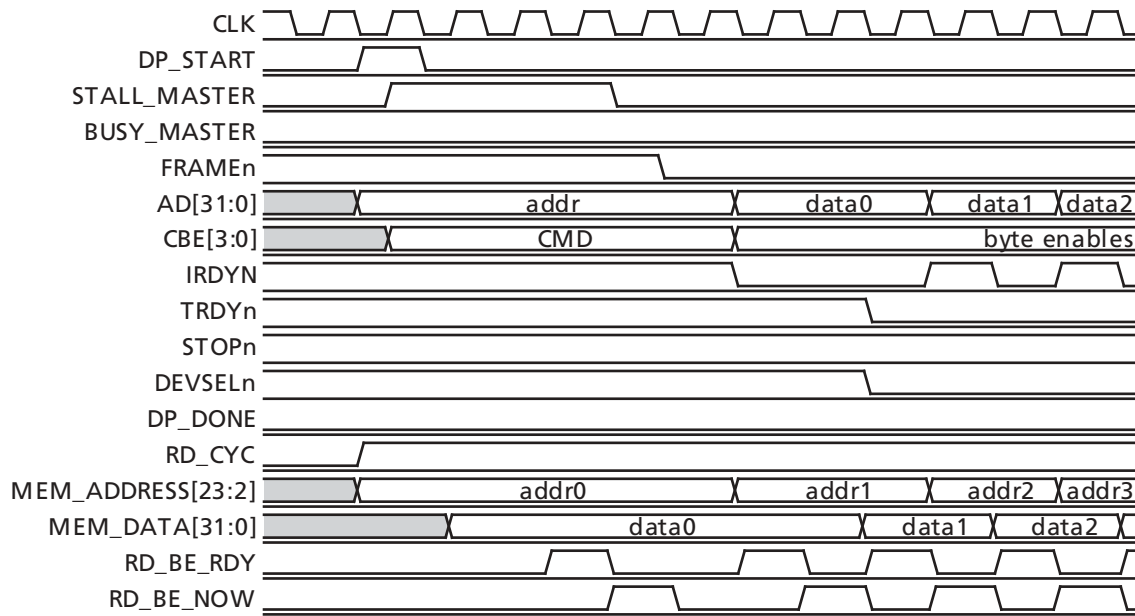 CLK
DP_START
STALL_MASTER
BUSY_MASTER
FRAMEn
AD[31:0] addr data0 data1 data2
CBE[3:0] CMD byte enables
IRDYN
TRDYn
STOPn
DEVSELn
DP_DONE
RD_CYC
MEM_ADDRESS[23:2] addr0 addr1 addr2 addr3
MEM_DATA[31:0] data0 data1 data2
RD_BE_RDY
RD_BE_NOW